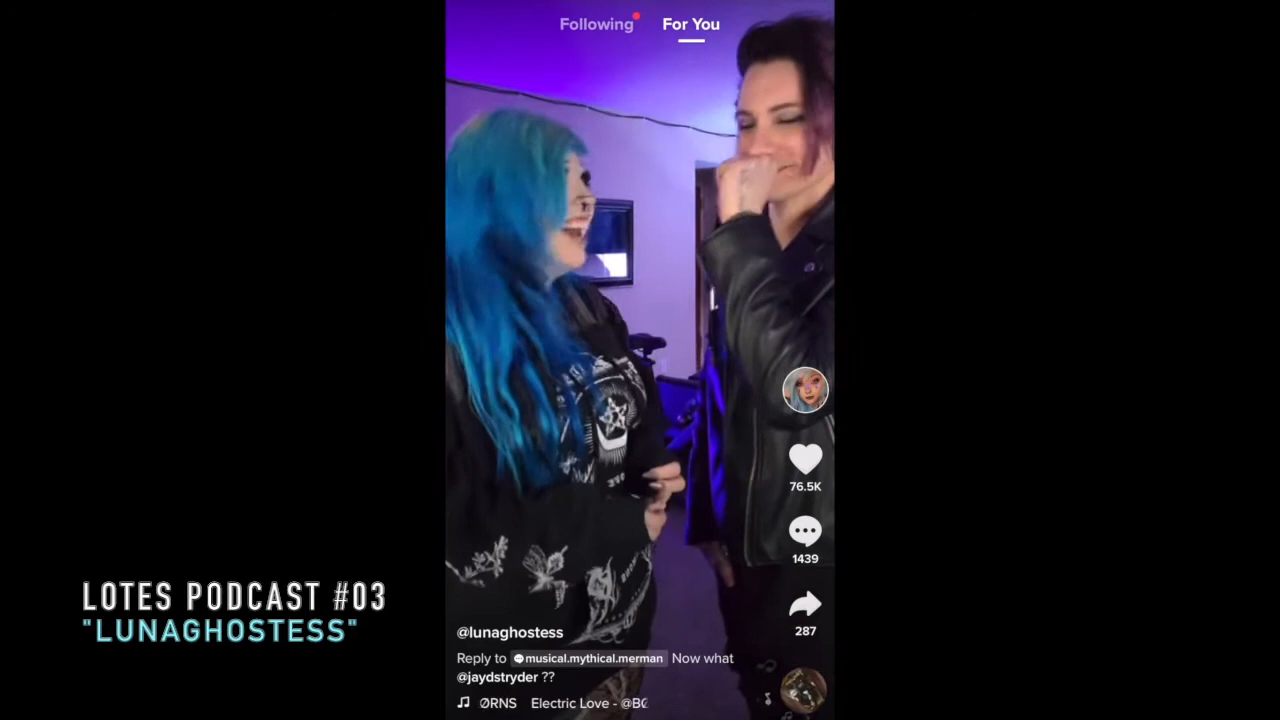 Following
For You
76.5K
1439
287
LOTES PODCAST #03
"LUNAGHOSTESS"
@lunaghostess
Reply to musical.mythical.merman Now what
@jaydstryder ??
ØRNS Electric Love - @BO